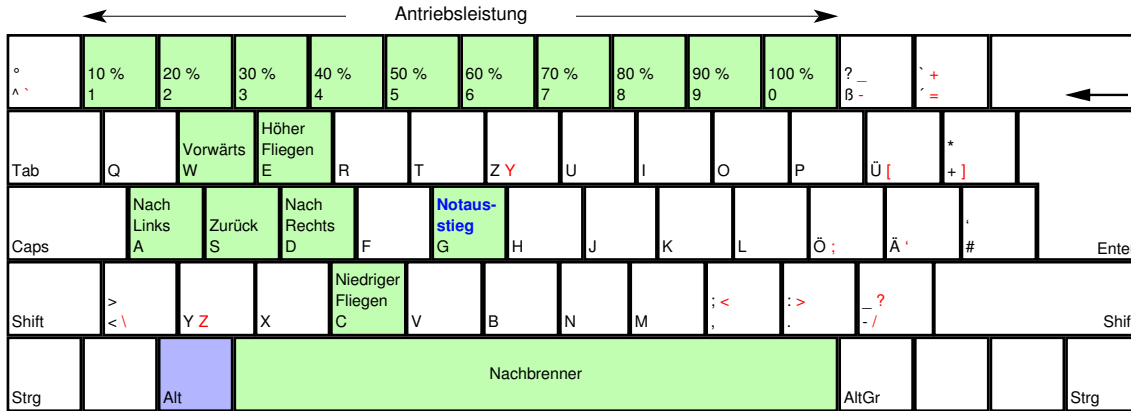 Antriebsleistung
° 10 % 20 % 30 % 40 % 50 % 60 % 70 % 80 % 90 % 100 % ? _ ` +
^ ` 1 2 3 4 5 6 7 8 9 0 ß - ´ =
Höher
Vorwärts Fliegen *
Tab Q W E R T Z Y U I O P Ü [ + ]
Nach Nach Notaus-
Links Zurück Rechts stieg ‘
Caps A S D F G H J K L Ö ; Ä ‘ # Enter
Niedriger
> Fliegen ; < : > _ ?
Shift < \ Y Z X C V B N M , . - / Shif
Nachbrenner
Strg Alt AltGr Strg